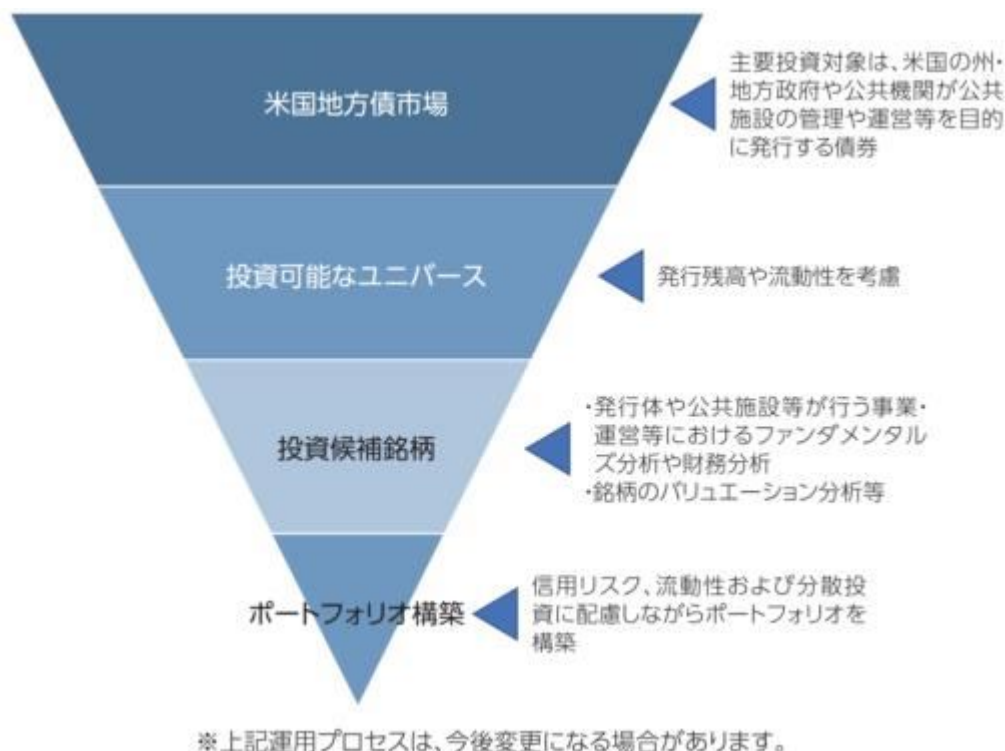 米国地方債市場
主要投資対象は、米国の州・
地方政府や公共機関が公共
施設の管理や運営等を目的
に発行する債券
投資可能なユニバース
発行残高や流動性を考慮
投資候補銘柄
・発行体や公共施設等が行う事業・
運営等におけるファンダメンタル
ズ分析や財務分析
・銘柄のバリュエーション分析等
ポートフォリオ構築
信用リスク、流動性および分散投
資に配慮しながらポートフォリオを
構築
※上記運用プロセスは、今後変更になる場合があります。